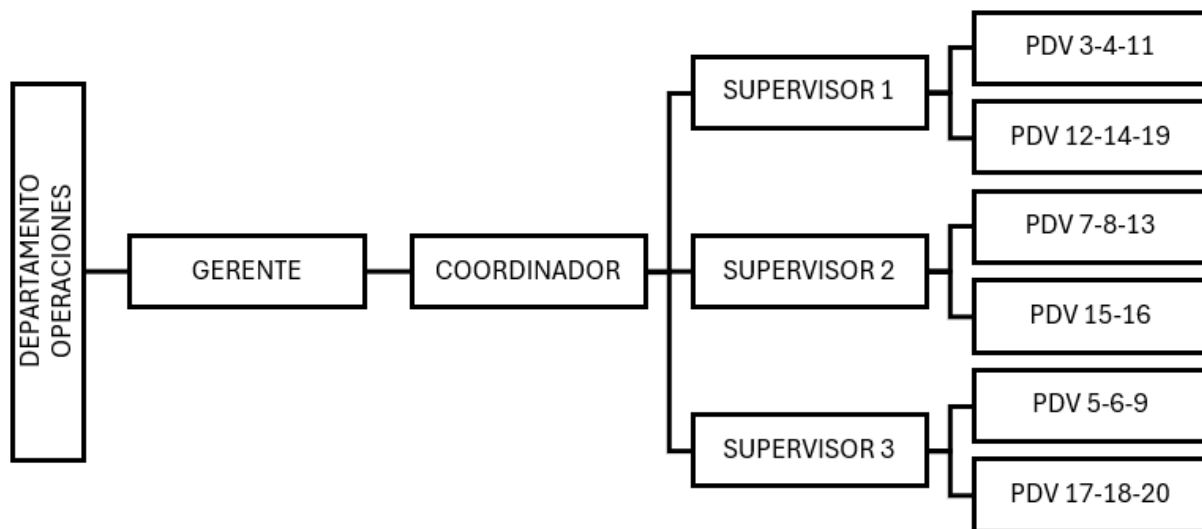 DEPARTAMENTO
OPERACIONES
GERENTE
COORDINADOR
SUPERVISOR 1
PDV 3-4-11
PDV 12-14-19
SUPERVISOR 2
PDV 7-8-13
PDV 15-16
SUPERVISOR 3
PDV 5-6-9
PDV 17-18-20